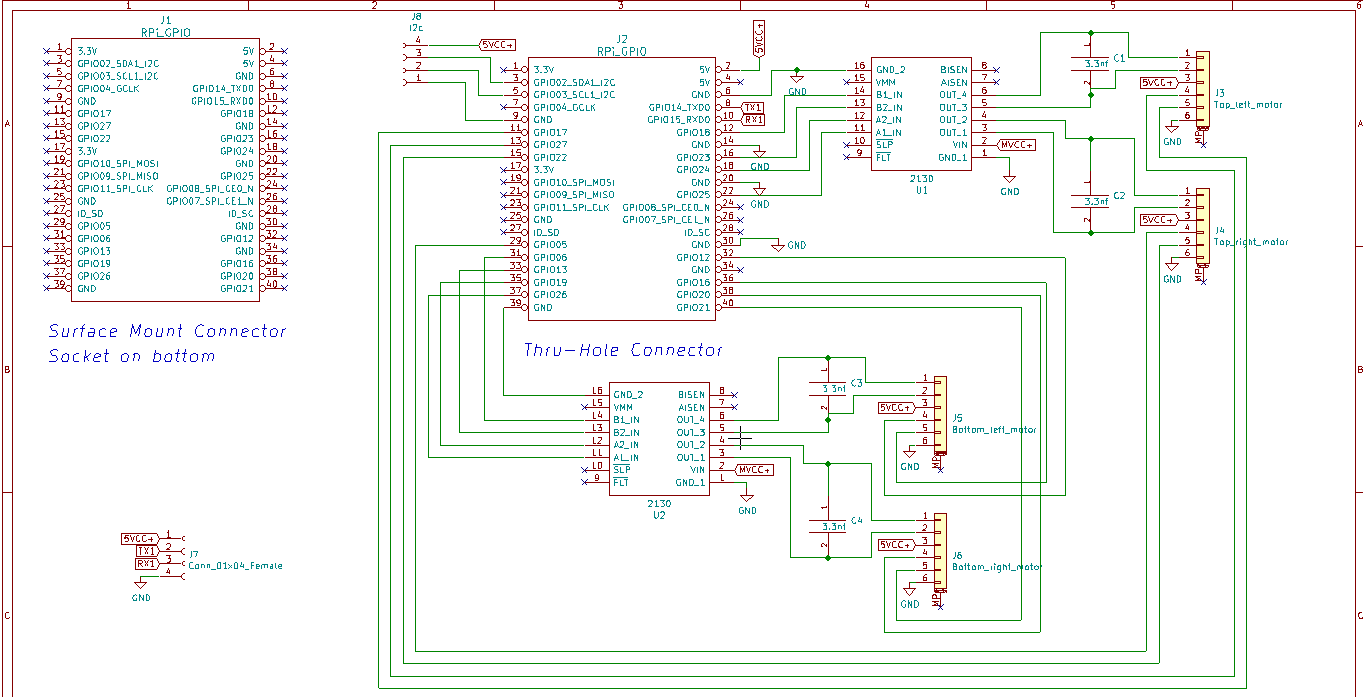 1 2 3 4 5 6
A
B
C
J1
RPi_GPIO
1 3.3V 5V 2
3 GPIO02_SDA1_I2C 5V 4
5 GPIO03_SCL1_I2C GND 6
7 GPIO04_GCLK GPIO14_TXD0 8
9 GND GPIO15_RXD0 10
11 GPIO17 GPIO18 12
13 GPIO27 GND 14
15 GPIO22 GPIO23 16
17 3.3V GPIO24 18
19 GPIO10_SPI_MOSI GND 20
21 GPIO09_SPI_MISO GPIO25 22
23 GPIO11_SPI_CLK GPIO08_SPI_CE0_N 24
25 GND GPIO07_SPI_CE1_N 26
27 ID_SD ID_SC 28
29 GPIO05 GND 30
31 GPIO06 GPIO12 32
33 GPIO13 GND 34
35 GPIO19 GPIO16 36
37 GPIO26 GPIO20 38
39 GND GPIO21 40
Surface Mount Connector
Socket on bottom
J8
i2c
4 5VCC+
3
2
1
J2
RPi_GPIO
5VCC+
1 3.3V 5V 2
3 GPIO02_SDA1_I2C 5V 4
5 GPIO03_SCL1_I2C GND 6
GND
7 GPIO04_GCLK GPIO14_TXD0 8 TX1
9 GND GPIO15_RXD0 10 RX1
11 GPIO17 GPIO18 12
13 GPIO27 GND 14
GND
15 GPIO22 GPIO23 16
17 3.3V GPIO24 18
19 GPIO10_SPI_MOSI GND 20
GND
21 GPIO09_SPI_MISO GPIO25 22
23 GPIO11_SPI_CLK GPIO08_SPI_CE0_N 24
25 GND GPIO07_SPI_CE1_N 26
27 ID_SD ID_SC 28
29 GPIO05 GND 30 GND
31 GPIO06 GPIO12 32
33 GPIO13 GND 34
35 GPIO19 GPIO16 36
37 GPIO26 GPIO20 38
39 GND GPIO21 40
Thru-Hole Connector
16 GND_2 BISEN 8
15 VMM AISEN 7
14 B1_IN OUT_4 6
13 B2_IN OUT_3 5
12 A2_IN OUT_2 4
11 A1_IN OUT_1 3
10 SLP VIN 2 MVCC+
9 FLT GND_1 1
GND
2130
U1
1
C1
3.3nf
2
1
C2
3.3nf
2
1
2
5VCC+ 3
4
5
6
GND
MP
J3
Top_left_motor
1
2
5VCC+ 3
4
5
6
GND
MP
J4
Top_right_motor
16 GND_2 BISEN 8
15 VMM AISEN 7
14 B1_IN OUT_4 6
13 B2_IN OUT_3 5
12 A2_IN OUT_2 4
11 A1_IN OUT_1 3
10 SLP VIN 2 MVCC+
9 FLT GND_1 1
GND
2130
U2
1
C3
3.3nf
2
1
C4
3.3nf
2
1
2
5VCC+ 3
4
5
6
GND
MP
J5
Bottom_left_motor
1
2
5VCC+ 3
4
5
6
GND
MP
J6
Bottom_right_motor
5VCC+ 1
TX1 2
RX1 3
4
GND
J7
Conn_01x04_Female